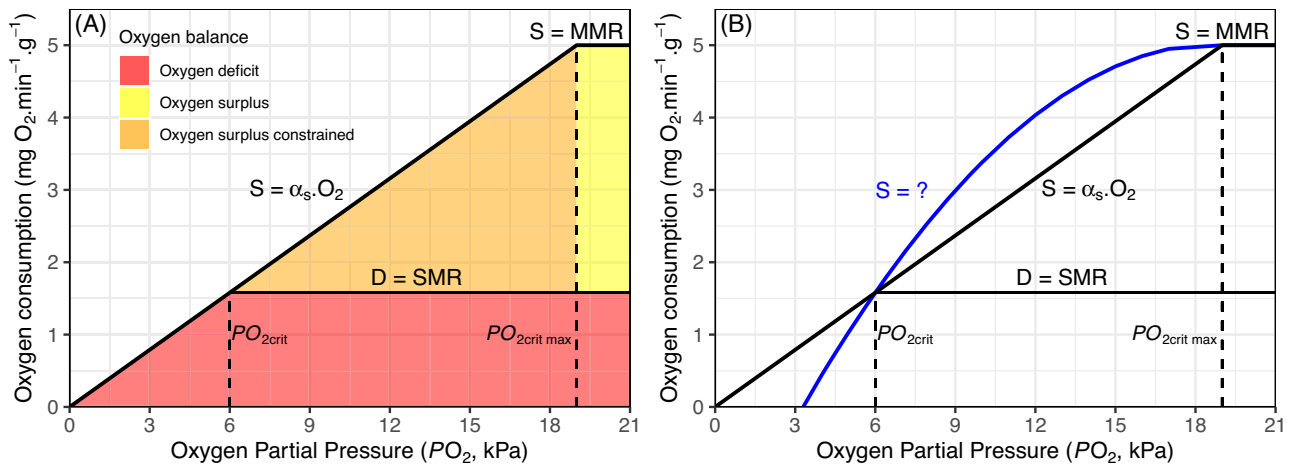 (A)
S = MMR
Oxygen balance
Oxygen deficit
Oxygen surplus
Oxygen surplus constrained
S = αs.O2
D = SMR
PO2crit
PO2crit max
Oxygen consumption (mg O2.min−1.g−1)
5
4
3
2
1
0
0 3 6 9 12 15 18 21
Oxygen Partial Pressure (PO2, kPa)
(B)
S = MMR
S = ?
S = αs.O2
D = SMR
PO2crit
PO2crit max
Oxygen consumption (mg O2.min−1.g−1)
5
4
3
2
1
0
0 3 6 9 12 15 18 21
Oxygen Partial Pressure (PO2, kPa)